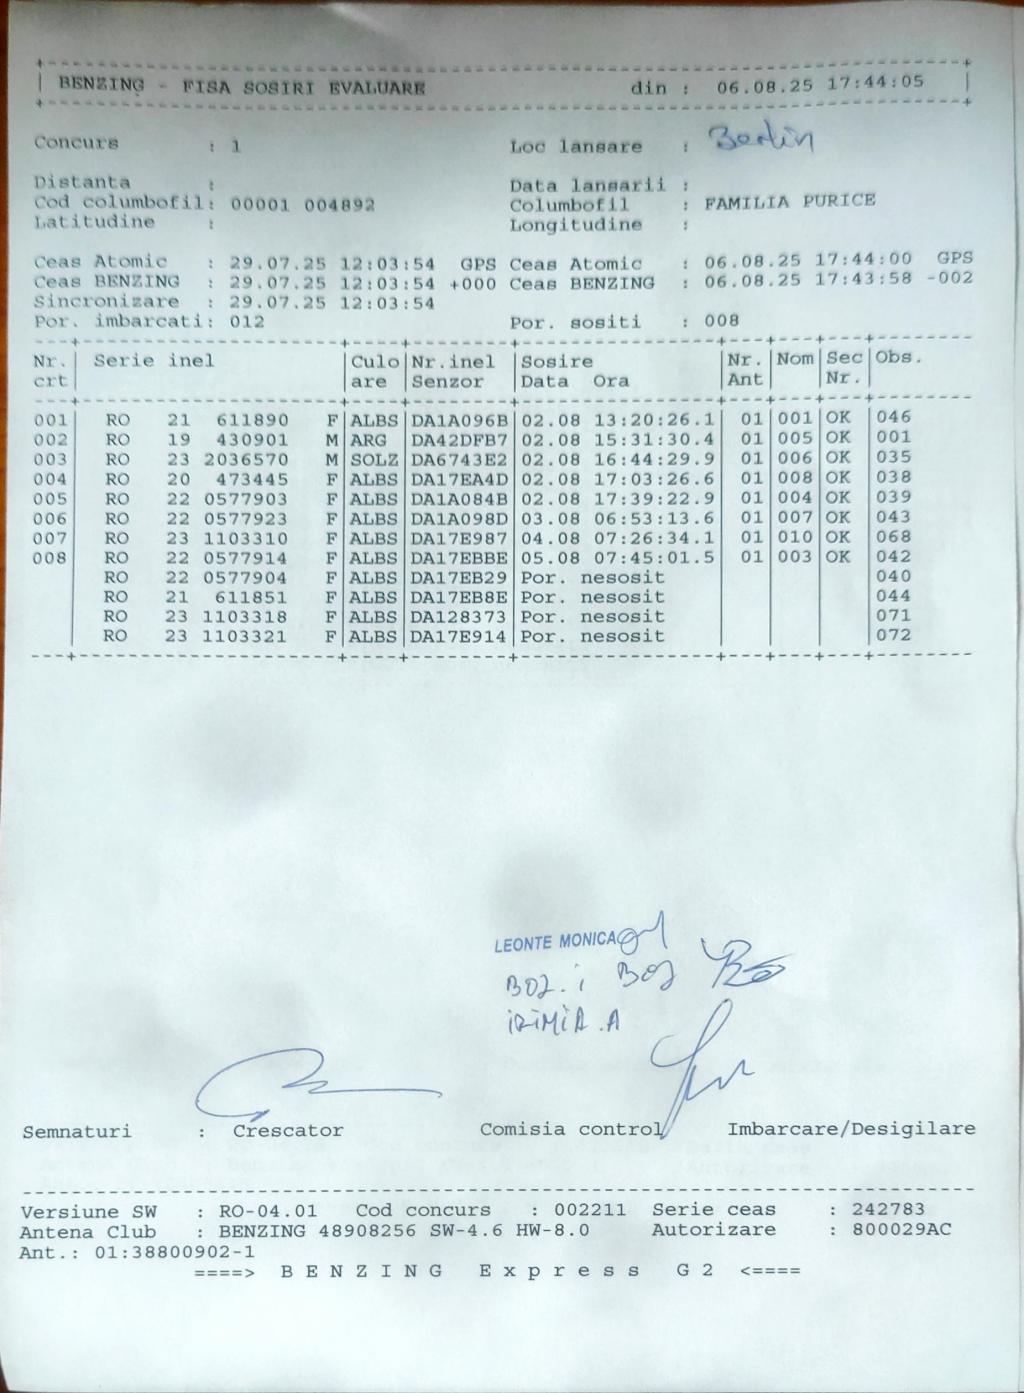 BENZING - FISA SOSIRI EVALUARE din : 06.08.25 17:44:05
Concurs : 1 Loc lansare : Berlin
Distanta : Data lansarii :
Cod columbofil: 00001 004892 Columbofil : FAMILIA PURICE
Latitudine : Longitudine :
Ceas Atomic : 29.07.25 12:03:54 GPS Ceas Atomic : 06.08.25 17:44:00 GPS
Ceas BENZING : 29.07.25 12:03:54 +000 Ceas BENZING : 06.08.25 17:43:58 -002
Sincronizare : 29.07.25 12:03:54
Por. imbarcati: 012 Por. sositi : 008
Nr. | Serie inel | Culo | Nr.inel | Sosire | Nr. | Nom | Sec | Obs.
crt | | are | Senzor | Data Ora | Ant | | Nr. |
001 | RO 21 611890 F | ALBS | DA1A096B | 02.08 13:20:26.1 | 01 | 001 | OK | 046
002 | RO 19 430901 M | ARG | DA42DFB7 | 02.08 15:31:30.4 | 01 | 005 | OK | 001
003 | RO 23 2036570 M | SOLZ | DA6743E2 | 02.08 16:44:29.9 | 01 | 006 | OK | 035
004 | RO 20 473445 F | ALBS | DA17EA4D | 02.08 17:03:26.6 | 01 | 008 | OK | 038
005 | RO 22 0577903 F | ALBS | DA1A084B | 02.08 17:39:22.9 | 01 | 004 | OK | 039
006 | RO 22 0577923 F | ALBS | DA1A098D | 03.08 06:53:13.6 | 01 | 007 | OK | 043
007 | RO 23 1103310 F | ALBS | DA17E987 | 04.08 07:26:34.1 | 01 | 010 | OK | 068
008 | RO 22 0577914 F | ALBS | DA17EBBE | 05.08 07:45:01.5 | 01 | 003 | OK | 042
RO 22 0577904 F | ALBS | DA17EB29 | Por. nesosit | | | | 040
RO 21 611851 F | ALBS | DA17EB8E | Por. nesosit | | | | 044
RO 23 1103318 F | ALBS | DA128373 | Por. nesosit | | | | 071
RO 23 1103321 F | ALBS | DA17E914 | Por. nesosit | | | | 072
LEONTE MONICA
IRIMIA.A
Semnaturi : Crescator Comisia control Imbarcare/Desigilare
Versiune SW : RO-04.01 Cod concurs : 002211 Serie ceas : 242783
Antena Club : BENZING 48908256 SW-4.6 HW-8.0 Autorizare : 800029AC
Ant.: 01:38800902-1
====> B E N Z I N G E x p r e s s G 2 <====